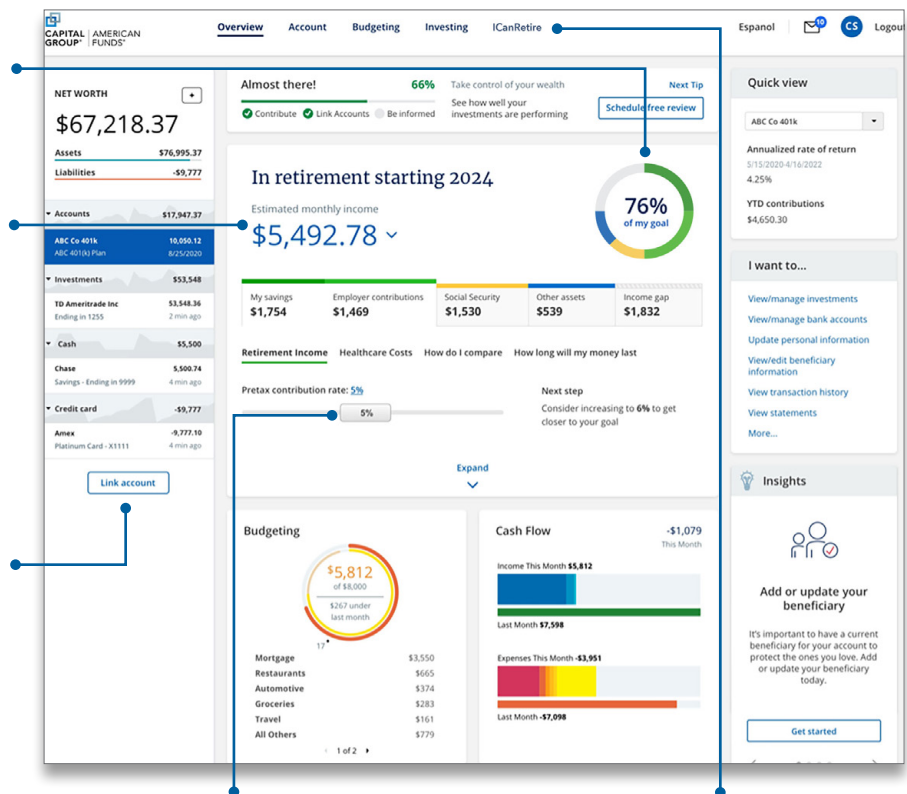 CAPITAL | AMERICAN
GROUP® | FUNDS®
Overview
Account
Budgeting
Investing
ICanRetire
Espanol
10
CS
Logout
NET WORTH
+
$67,218.37
Assets $76,995.37
Liabilities -$9,777
Accounts $17,947.37
ABC Co 401k 10,050.12
ABC 401(k) Plan 8/25/2020
Investments $53,548
TD Ameritrade Inc $3,548.36
Ending in 1255 2 min ago
Cash $5,500
Chase 5,500.74
Savings - Ending in 9999 4 min ago
Credit card -$9,777
Amex -9,777.10
Platinum Card - X1111 4 min ago
Link account
Almost there! 66%
Contribute
Link Accounts
Be informed
Take control of your wealth
See how well your
investments are performing
Next Tip
Schedule free review
In retirement starting 2024
Estimated monthly income
$5,492.78
76%
of my goal
My savings
$1,754
Employer contributions
$1,469
Social Security
$1,530
Other assets
$539
Income gap
$1,832
Retirement Income
Healthcare Costs
How do I compare
How long will my money last
Pretax contribution rate: 5%
5%
Next step
Consider increasing to 6% to get
closer to your goal
Expand
Budgeting
$5,812
of $8,000
$267 under
last month
17
Mortgage $3,550
Restaurants $665
Automotive $374
Groceries $283
Travel $161
All Others $779
1 of 2
Cash Flow -$1,079
This Month
Income This Month $5,812
Last Month $7,598
Expenses This Month -$3,951
Last Month -$7,098
Quick view
ABC Co 401k
Annualized rate of return
5/15/2020-4/16/2022
4.25%
YTD contributions
$4,650.30
I want to...
View/manage investments
View/manage bank accounts
Update personal information
View/edit beneficiary
information
View transaction history
View statements
More...
Insights
Add or update your
beneficiary
It's important to have a current
beneficiary for your account to
protect the ones you love. Add
or update your beneficiary
today.
Get started